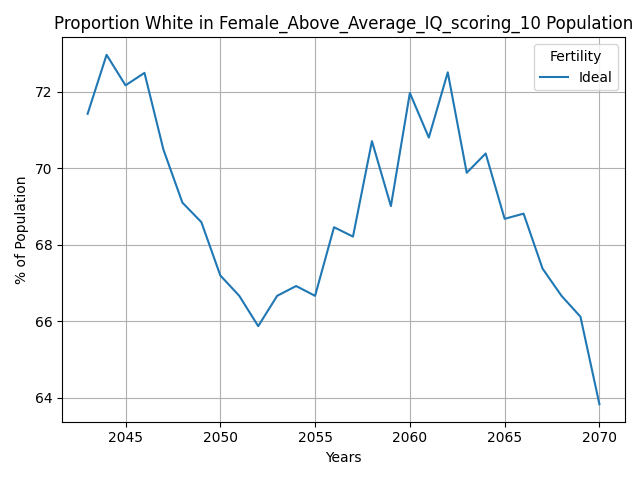 Proportion White in Female_Above_Average_IQ_scoring_10 Population
Fertility
Ideal
% of Population
72
70
68
66
64
2045 2050 2055 2060 2065 2070
Years